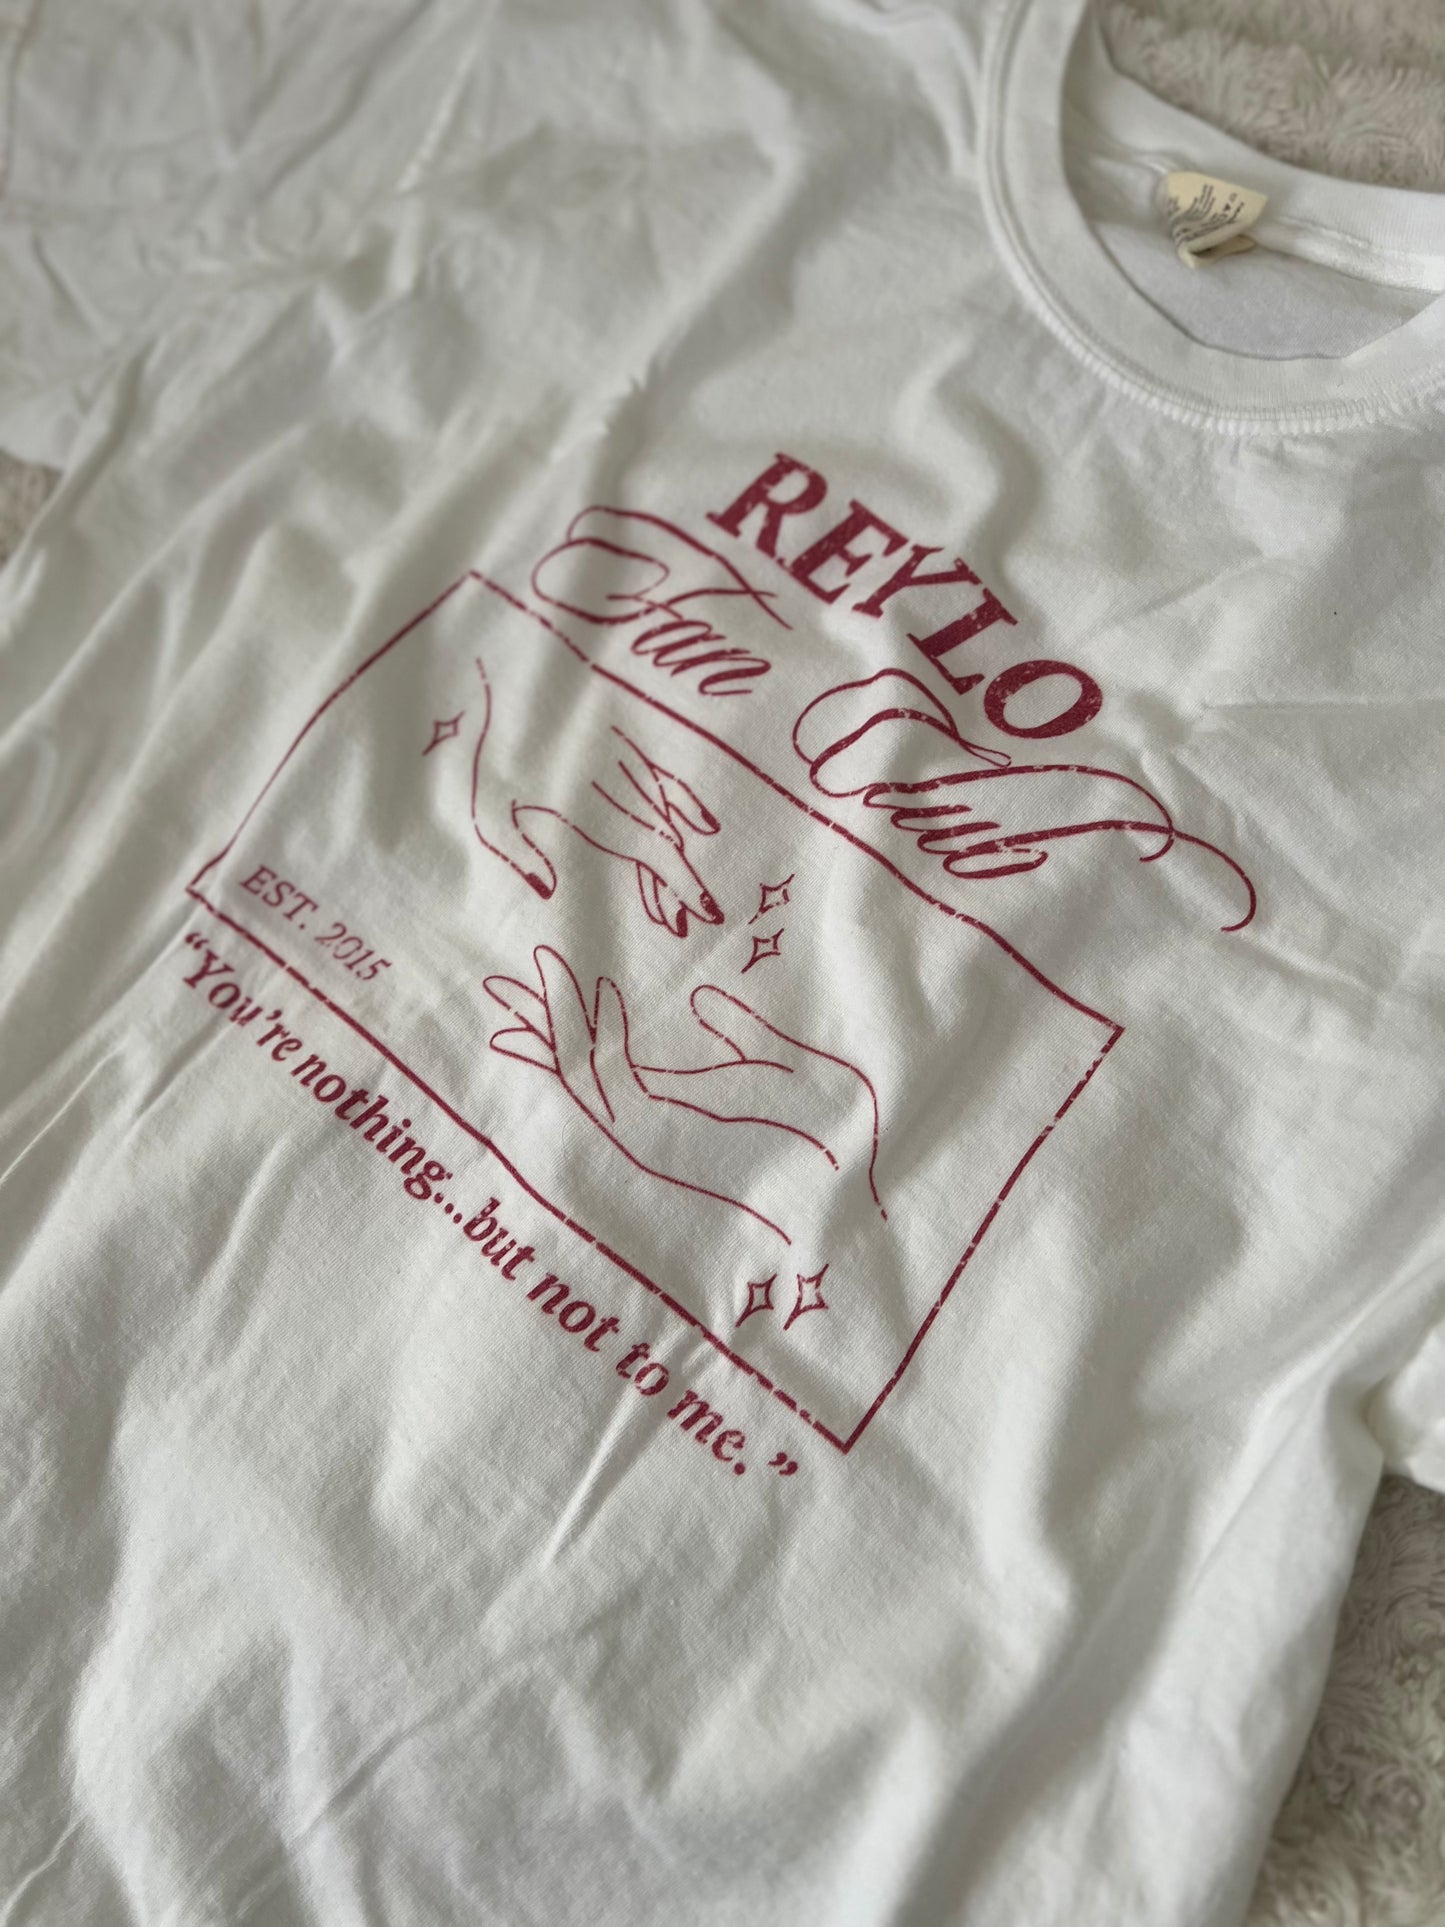 REYLO
Fan Club
EST. 2015
“You're nothing...but not to me.”